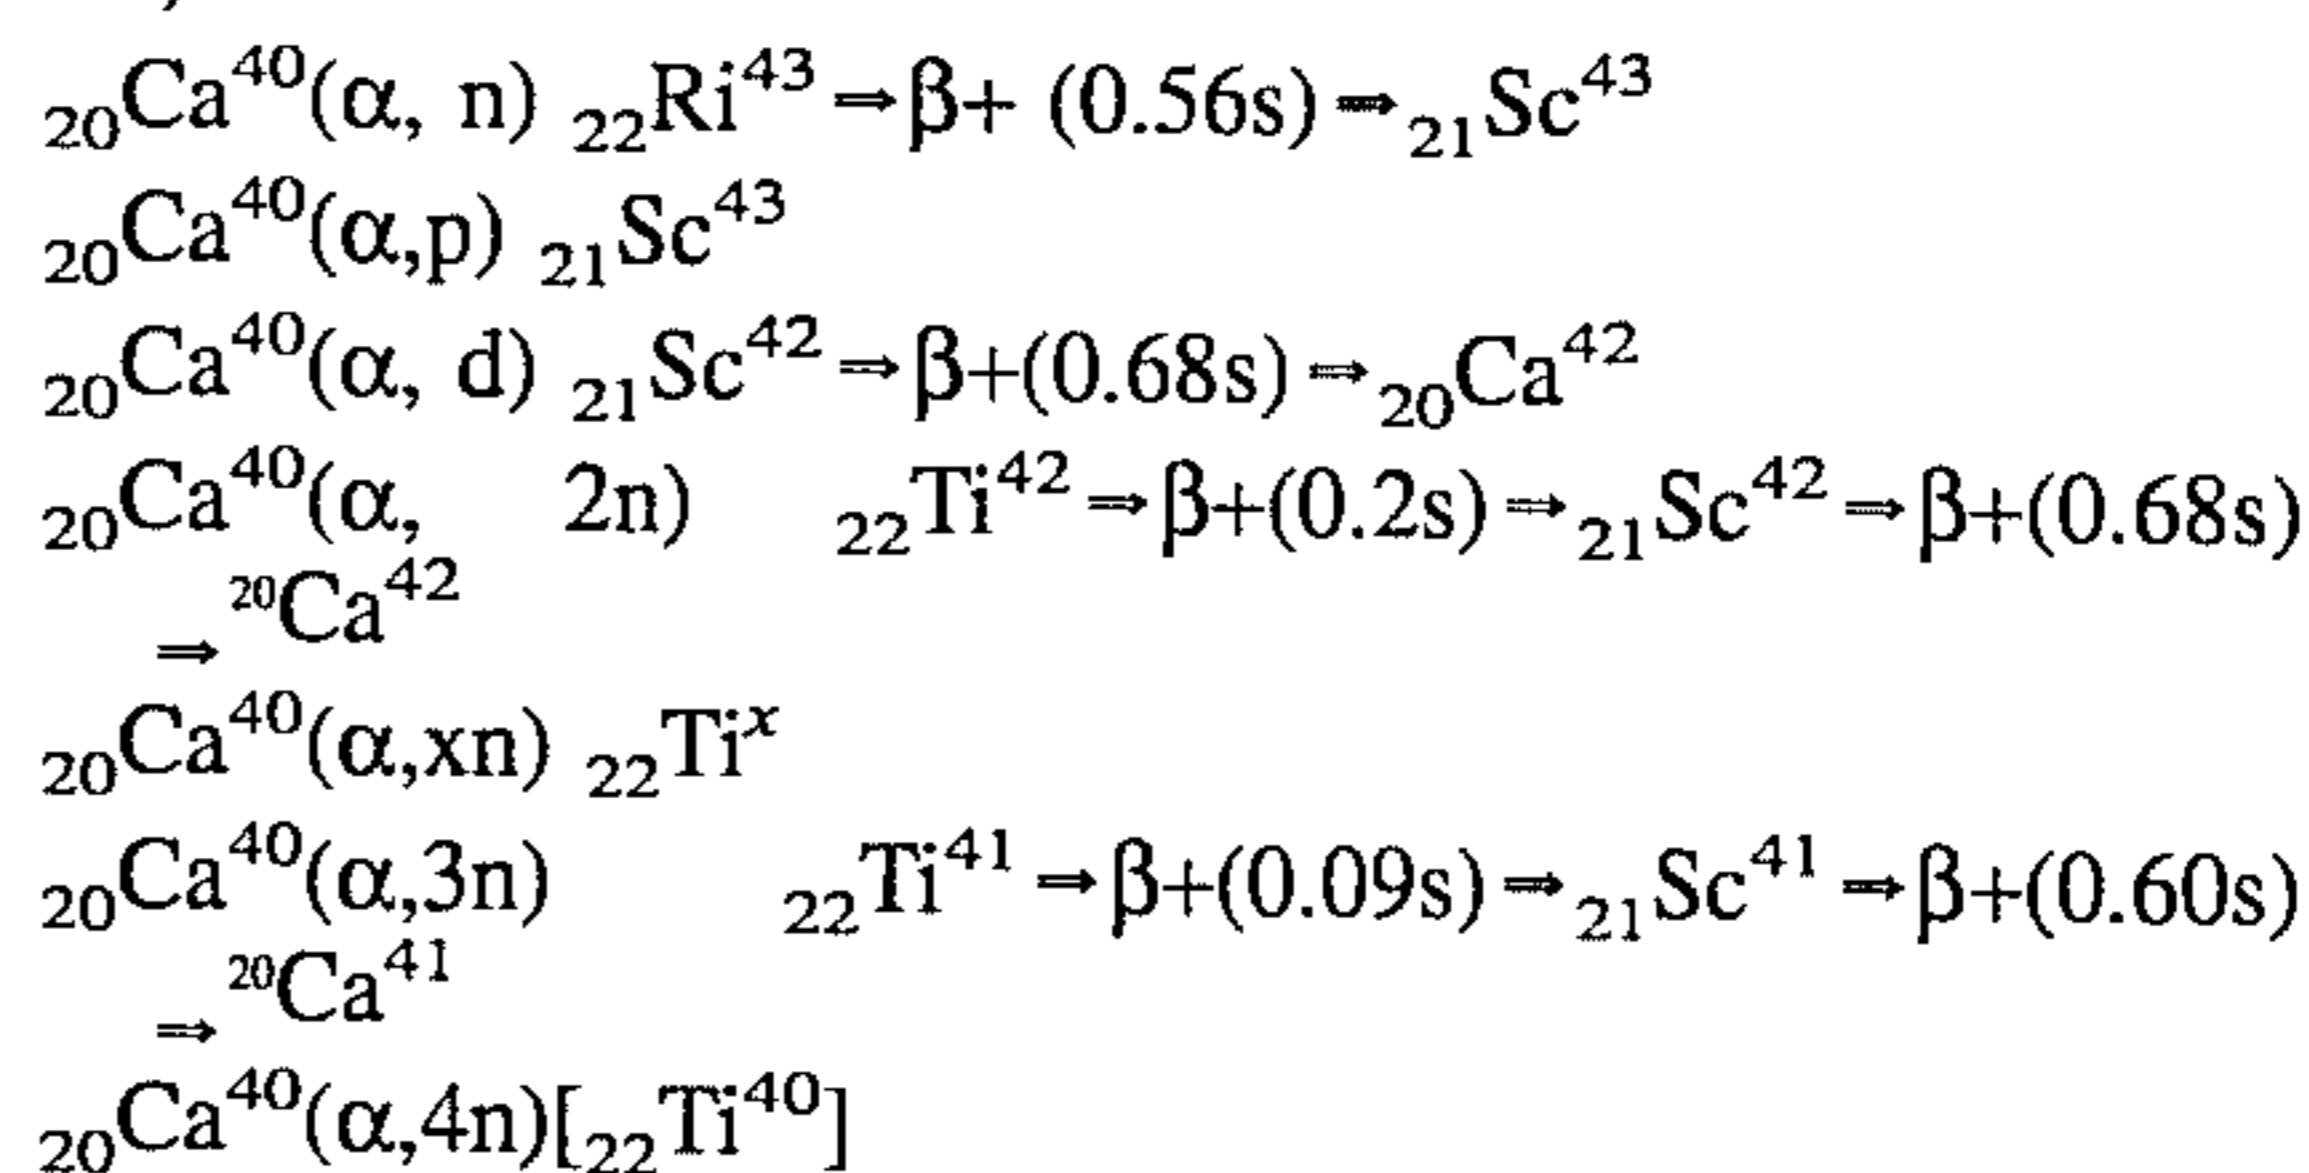 ₂₀Ca⁴⁰(α, n) ₂₂Ri⁴³⇒β+ (0.56s)⇒₂₁Sc⁴³
₂₀Ca⁴⁰(α,p) ₂₁Sc⁴³
₂₀Ca⁴⁰(α, d) ₂₁Sc⁴²⇒β+(0.68s)⇒₂₀Ca⁴²
₂₀Ca⁴⁰(α, 2n) ₂₂Ti⁴²⇒β+(0.2s)⇒₂₁Sc⁴²⇒β+(0.68s)
⇒²⁰Ca⁴²
₂₀Ca⁴⁰(α,xn) ₂₂Tiˣ
₂₀Ca⁴⁰(α,3n) ₂₂Ti⁴¹⇒β+(0.09s)⇒₂₁Sc⁴¹⇒β+(0.60s)
⇒²⁰Ca⁴¹
₂₀Ca⁴⁰(α,4n)[₂₂Ti⁴⁰]